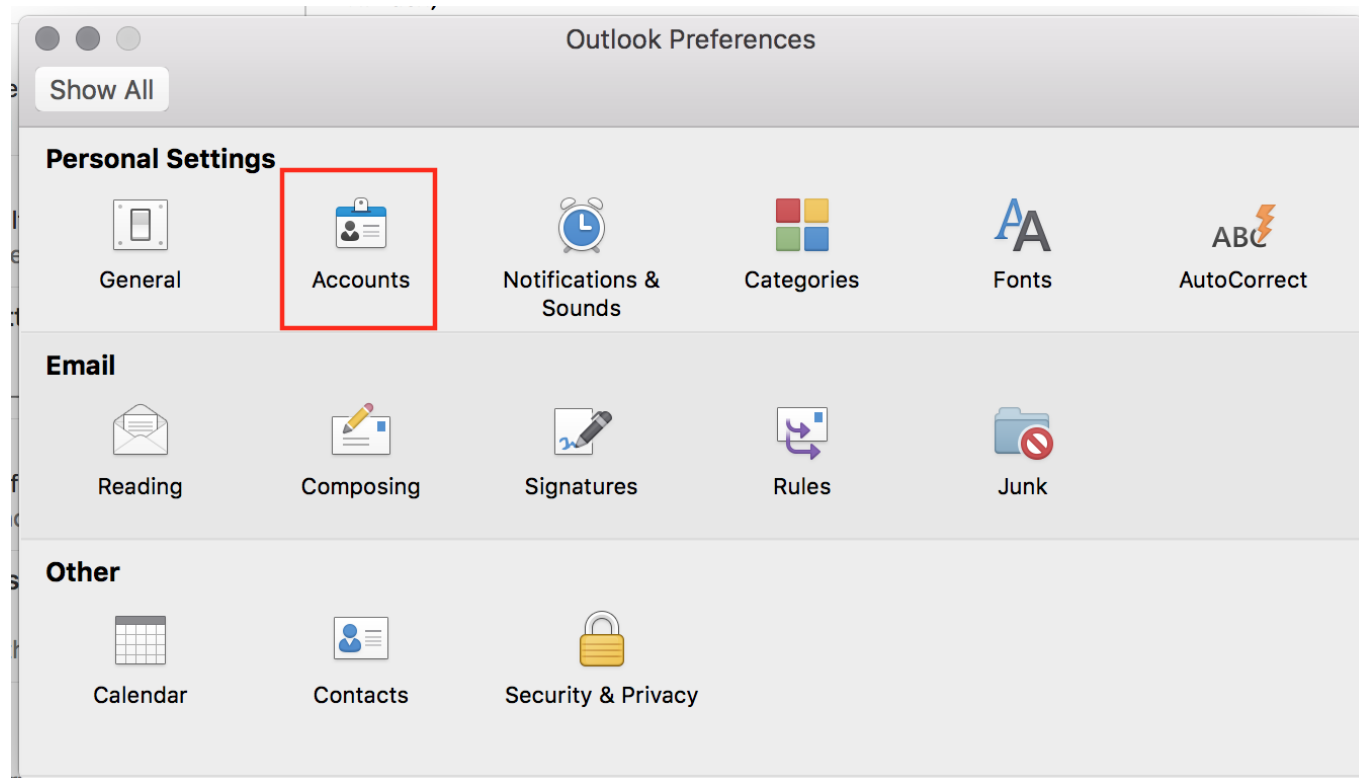 Outlook Preferences
Show All
Personal Settings
General
Accounts
Notifications &
Sounds
Categories
Fonts
ABC
AutoCorrect
Email
Reading
Composing
Signatures
Rules
Junk
Other
Calendar
Contacts
Security & Privacy